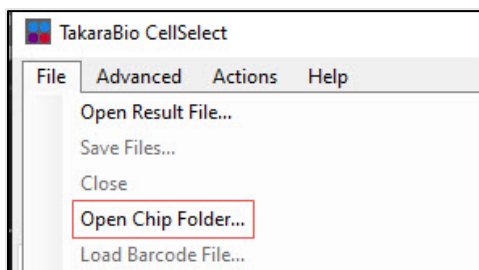 TakaraBio CellSelect
File Advanced Actions Help
Open Result File...
Save Files...
Close
Open Chip Folder...
Load Barcode File...